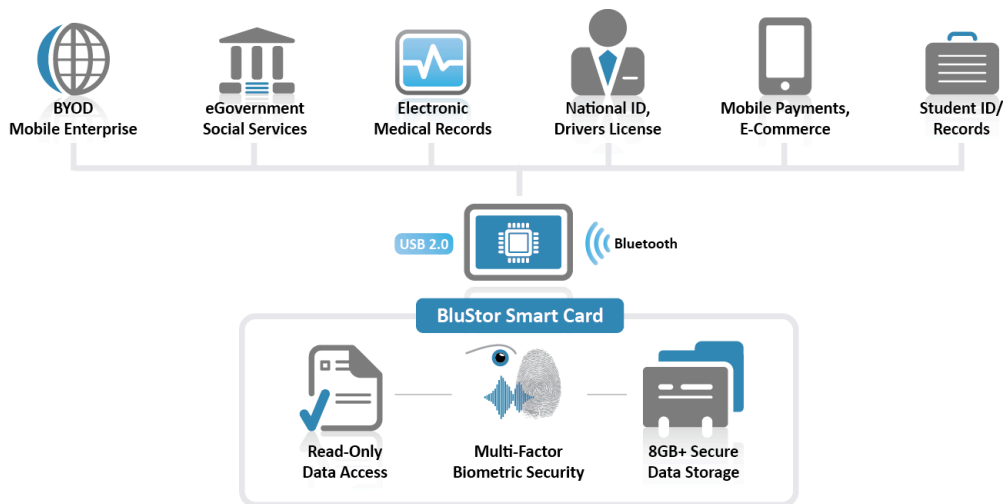 BYOD
Mobile Enterprise
eGovernment
Social Services
Electronic
Medical Records
National ID,
Drivers License
Mobile Payments,
E-Commerce
Student ID/
Records
USB 2.0
Bluetooth
BluStor Smart Card
Read-Only
Data Access
Multi-Factor
Biometric Security
8GB+ Secure
Data Storage